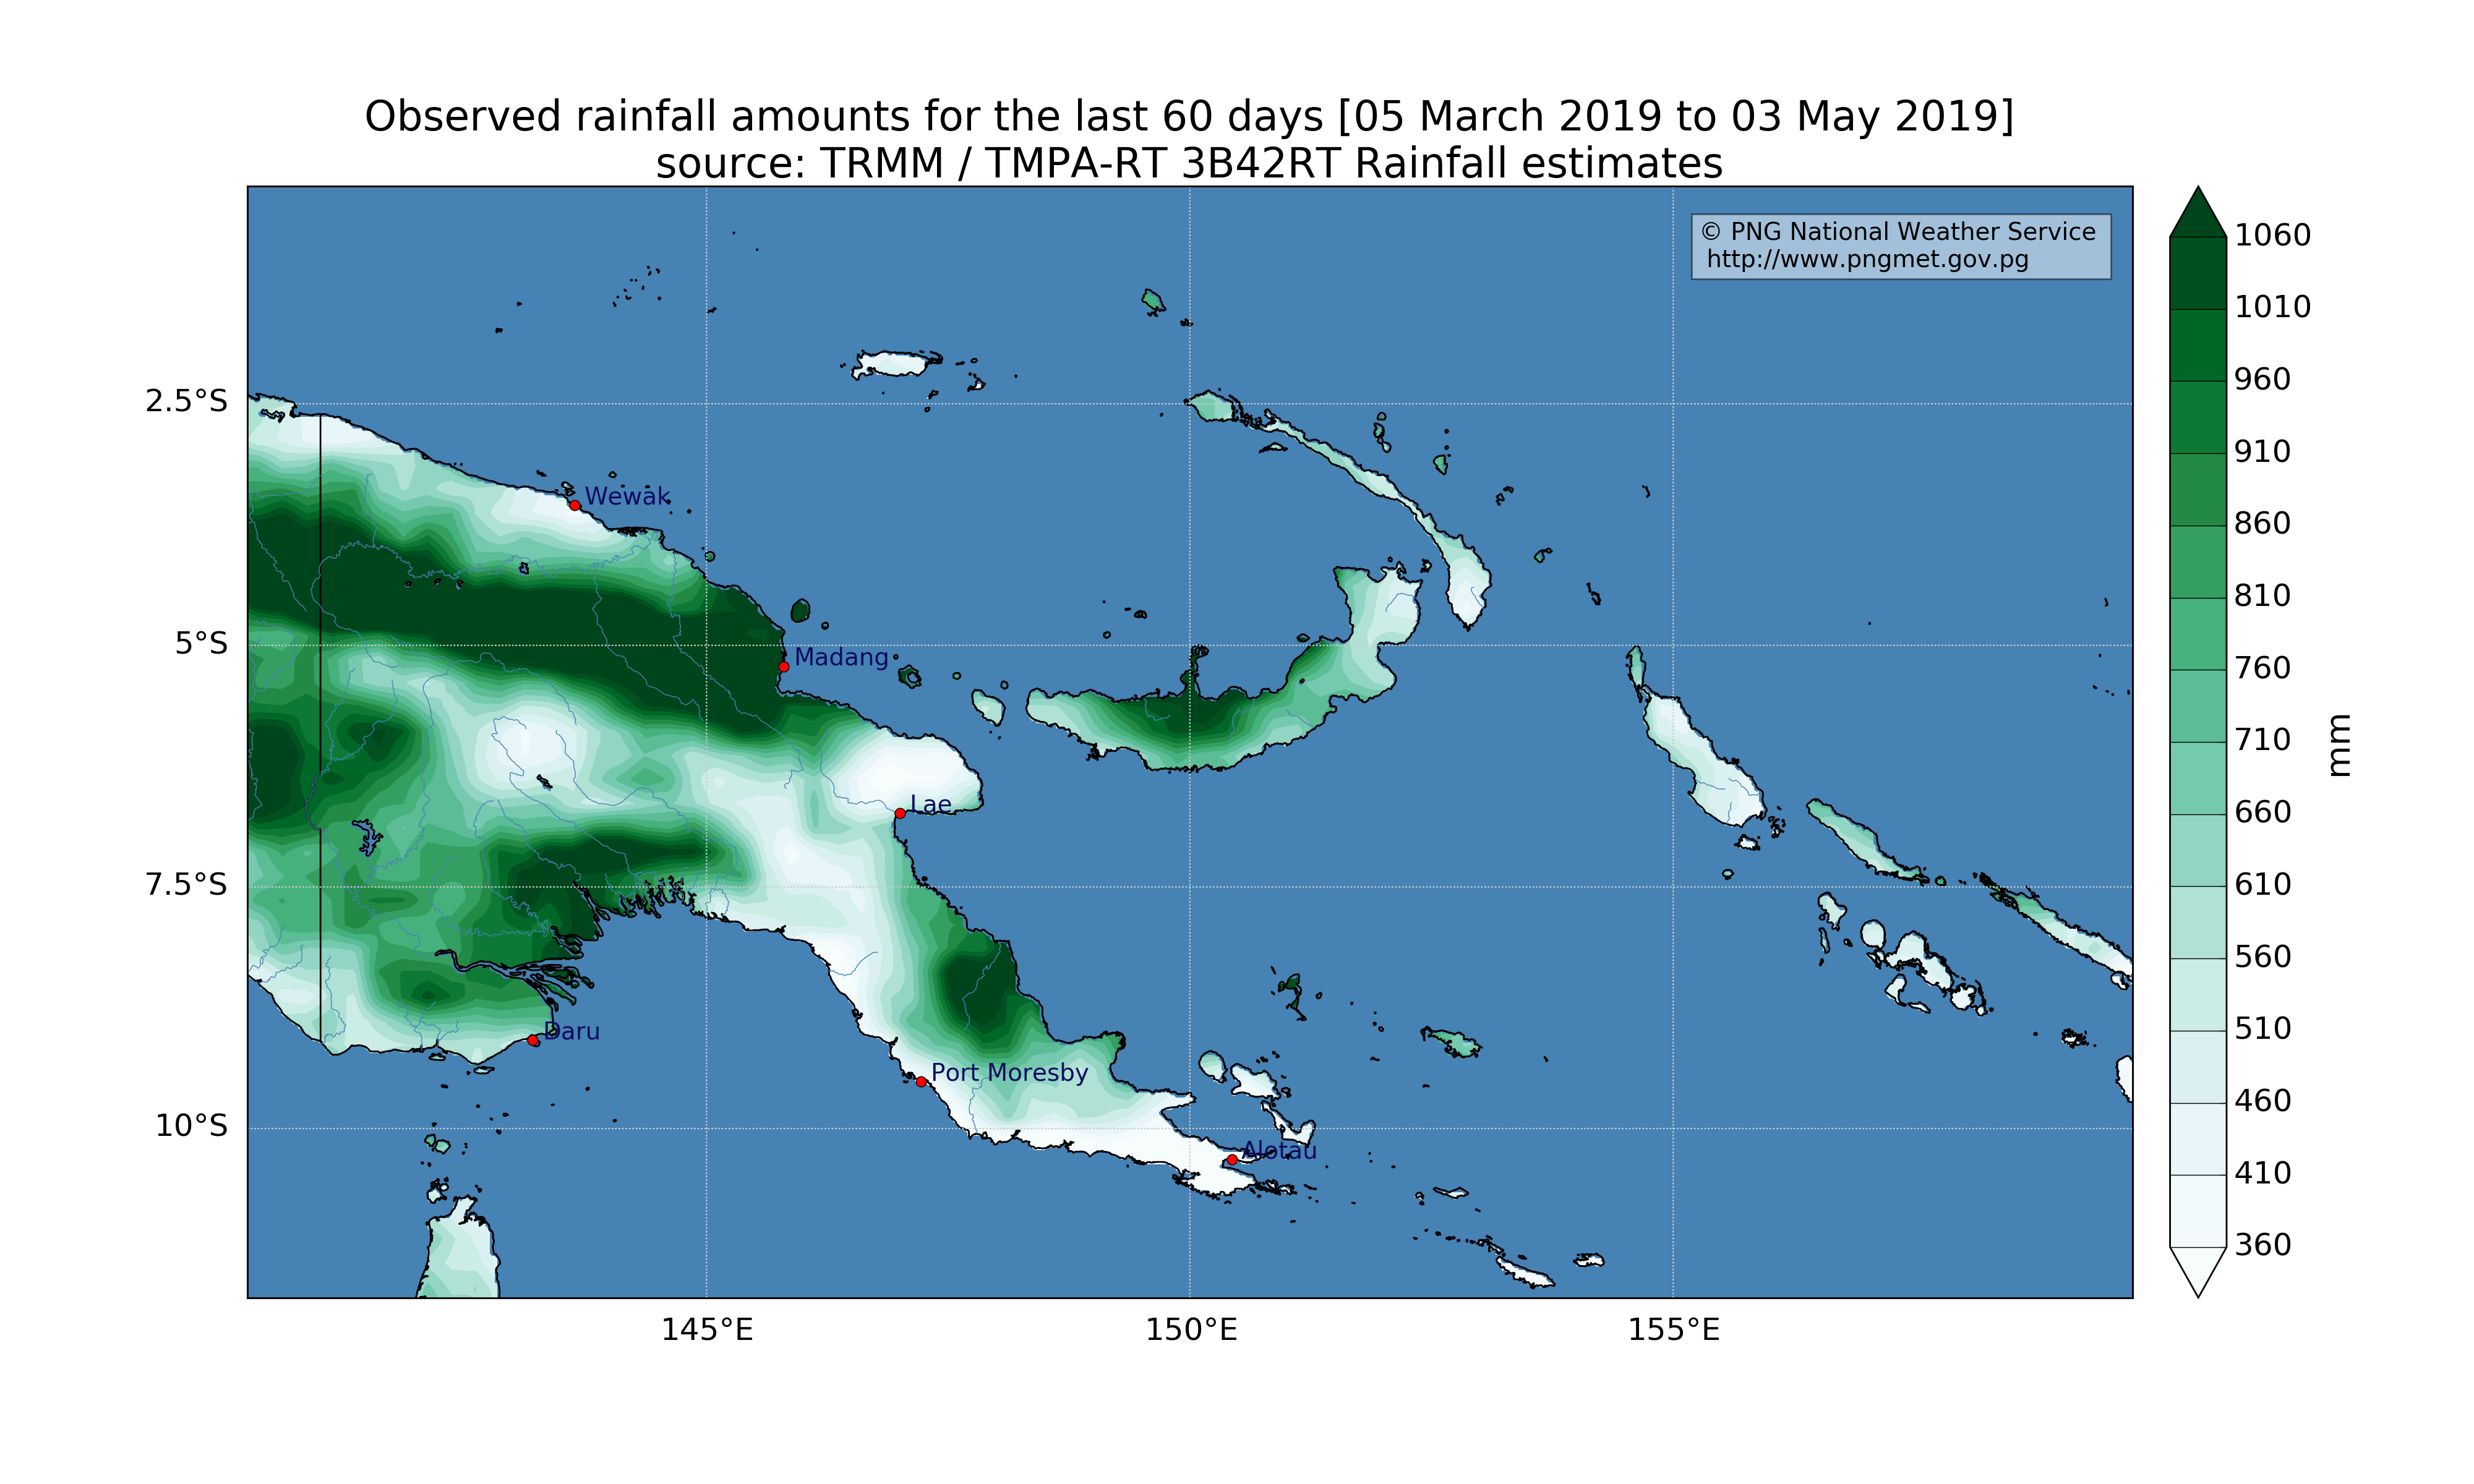 Observed rainfall amounts for the last 60 days [05 March 2019 to 03 May 2019]
source: TRMM / TMPA-RT 3B42RT Rainfall estimates
© PNG National Weather Service
http://www.pngmet.gov.pg
2.5°S
5°S
7.5°S
10°S
145°E
150°E
155°E
Wewak
Madang
Lae
Daru
Port Moresby
Alotau
1060
1010
960
910
860
810
760
710
660
610
560
510
460
410
360
mm